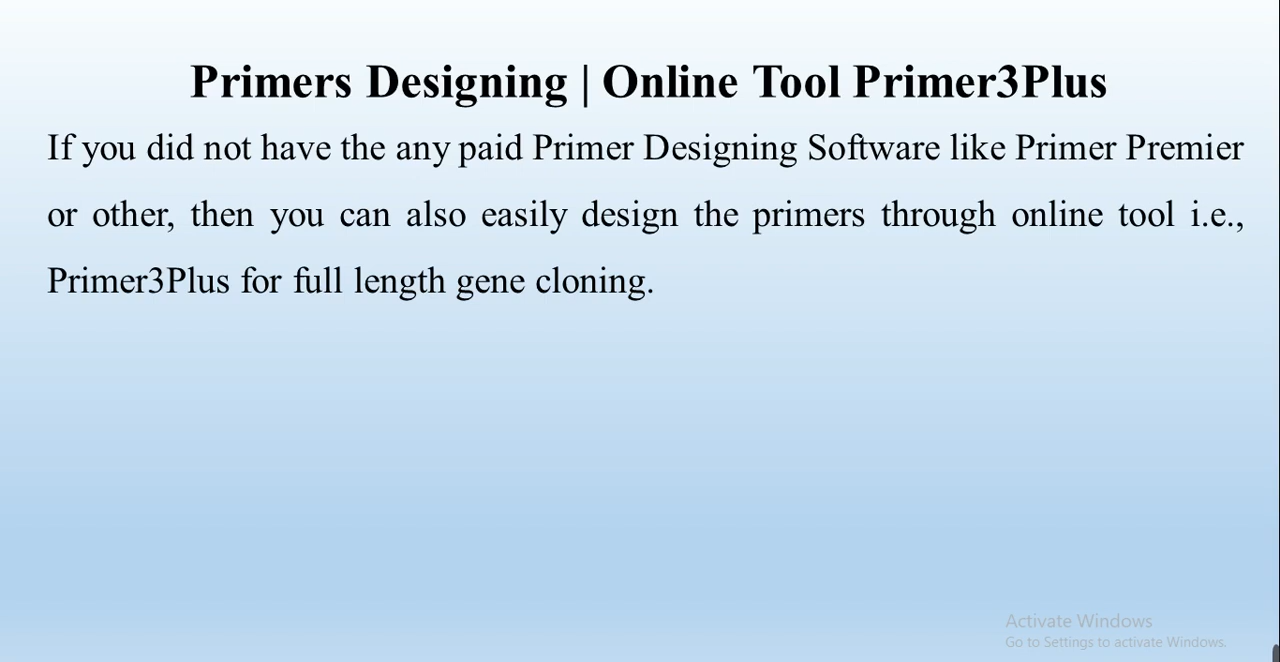 Primers Designing | Online Tool Primer3Plus
If you did not have the any paid Primer Designing Software like Primer Premier
or other, then you can also easily design the primers through online tool i.e.,
Primer3Plus for full length gene cloning.
Activate Windows
Go to Settings to activate Windows.